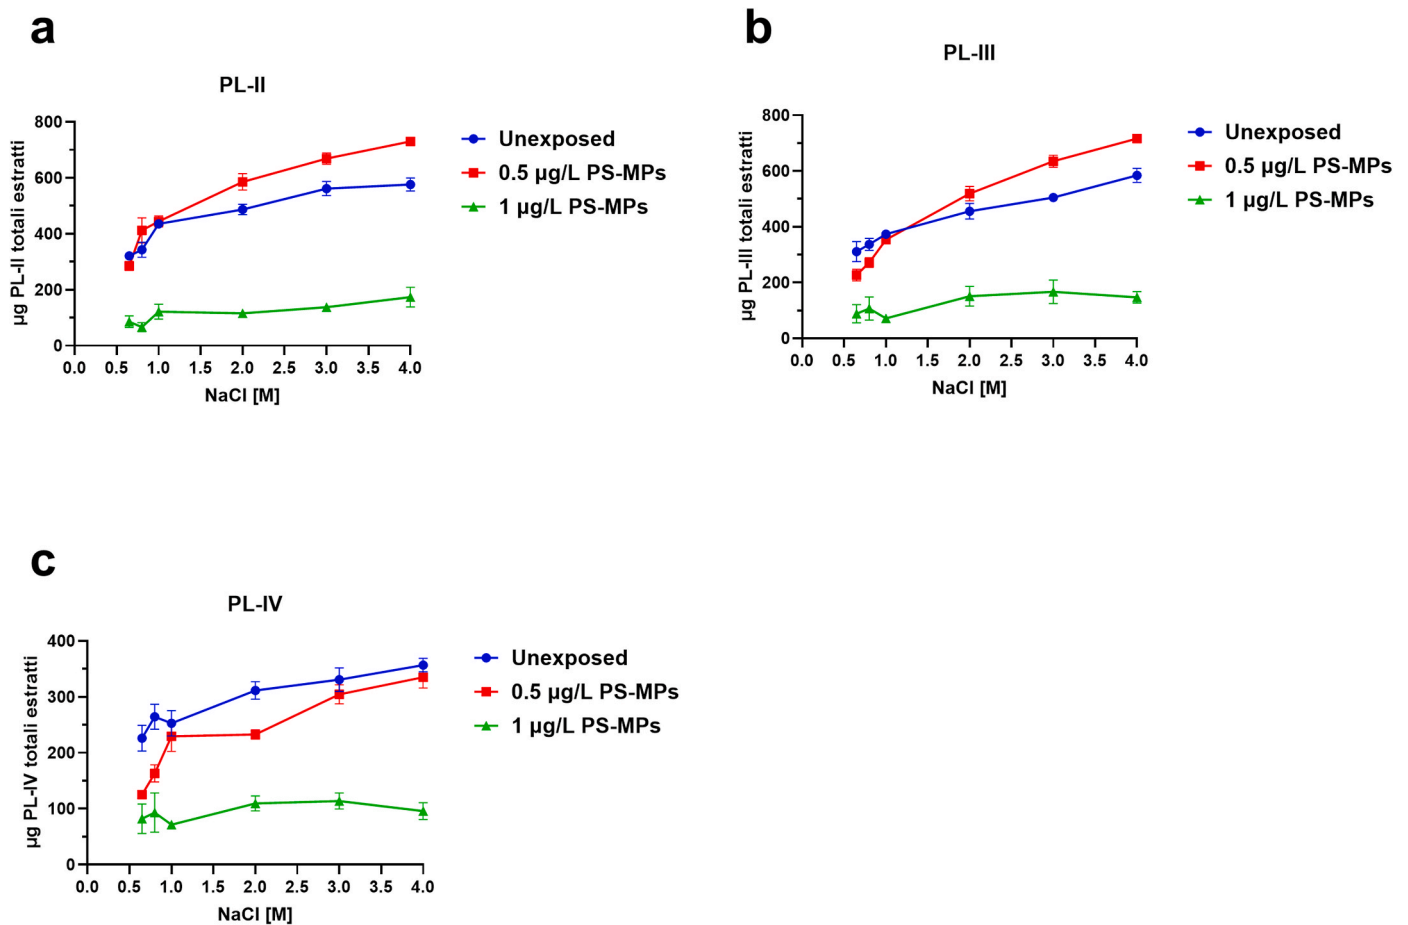 a
PL-II
µg PL-II totali estratti
800
600
400
200
0
0.0 0.5 1.0 1.5 2.0 2.5 3.0 3.5 4.0
NaCl [M]
Unexposed
0.5 µg/L PS-MPs
1 µg/L PS-MPs
b
PL-III
µg PL-III totali estratti
800
600
400
200
0
0.0 0.5 1.0 1.5 2.0 2.5 3.0 3.5 4.0
NaCl [M]
Unexposed
0.5 µg/L PS-MPs
1 µg/L PS-MPs
c
PL-IV
µg PL-IV totali estratti
400
300
200
100
0
0.0 0.5 1.0 1.5 2.0 2.5 3.0 3.5 4.0
NaCl [M]
Unexposed
0.5 µg/L PS-MPs
1 µg/L PS-MPs